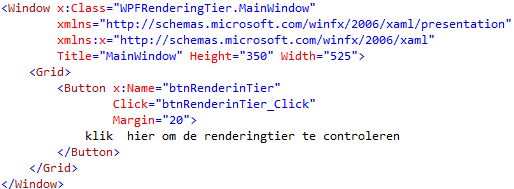 <Window x:Class="WPFRenderingTier.MainWindow"
xmlns="http://schemas.microsoft.com/winfx/2006/xaml/presentation"
xmlns:x="http://schemas.microsoft.com/winfx/2006/xaml"
Title="MainWindow" Height="350" Width="525">
<Grid>
<Button x:Name="btnRenderinTier"
Click="btnRenderinTier_Click"
Margin="20">
klik  hier om de renderingtier te controleren
</Button>
</Grid>
</Window>